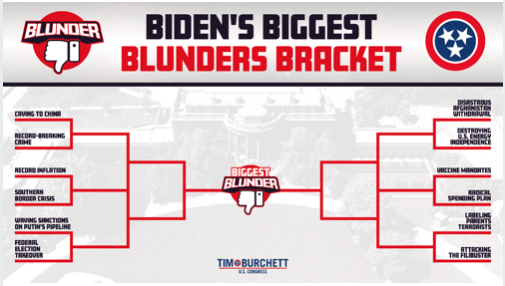 BLUNDER
BIDEN'S BIGGEST
BLUNDERS BRACKET
CAVING TO CHINA
RECORD-BREAKING
CRIME
RECORD INFLATION
SOUTHERN
BORDER CRISIS
WAVING SANCTIONS
ON PUTIN'S PIPELINE
FEDERAL
ELECTION
TAKEOVER
BIGGEST
BLUNDER
DISASTROUS
AFGHANISTAN
WITHDRAWAL
DESTROYING
U.S. ENERGY
INDEPENDENCE
VACCINE MANDATES
RADICAL
SPENDING PLAN
LABELING
PARENTS
TERRORISTS
ATTACKING
THE FILIBUSTER
TIM BURCHETT
U.S. CONGRESS